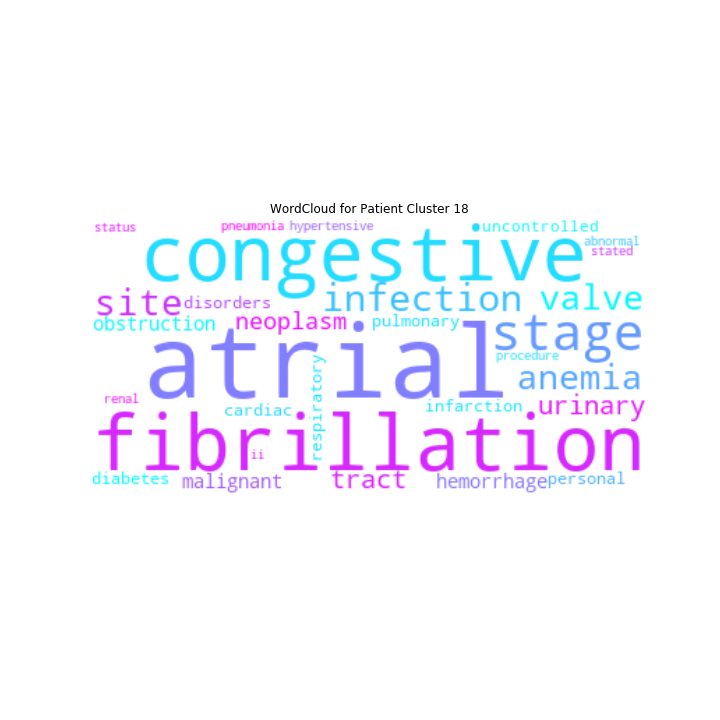 WordCloud for Patient Cluster 18
status
pneumonia
hypertensive
uncontrolled
congestive
abnormal
stated
site
disorders
infection
valve
obstruction
neoplasm
pulmonary
stage
atrial
procedure
respiratory
anemia
renal
cardiac
infarction
urinary
fibrillation
ii
diabetes
malignant
tract
hemorrhage
personal